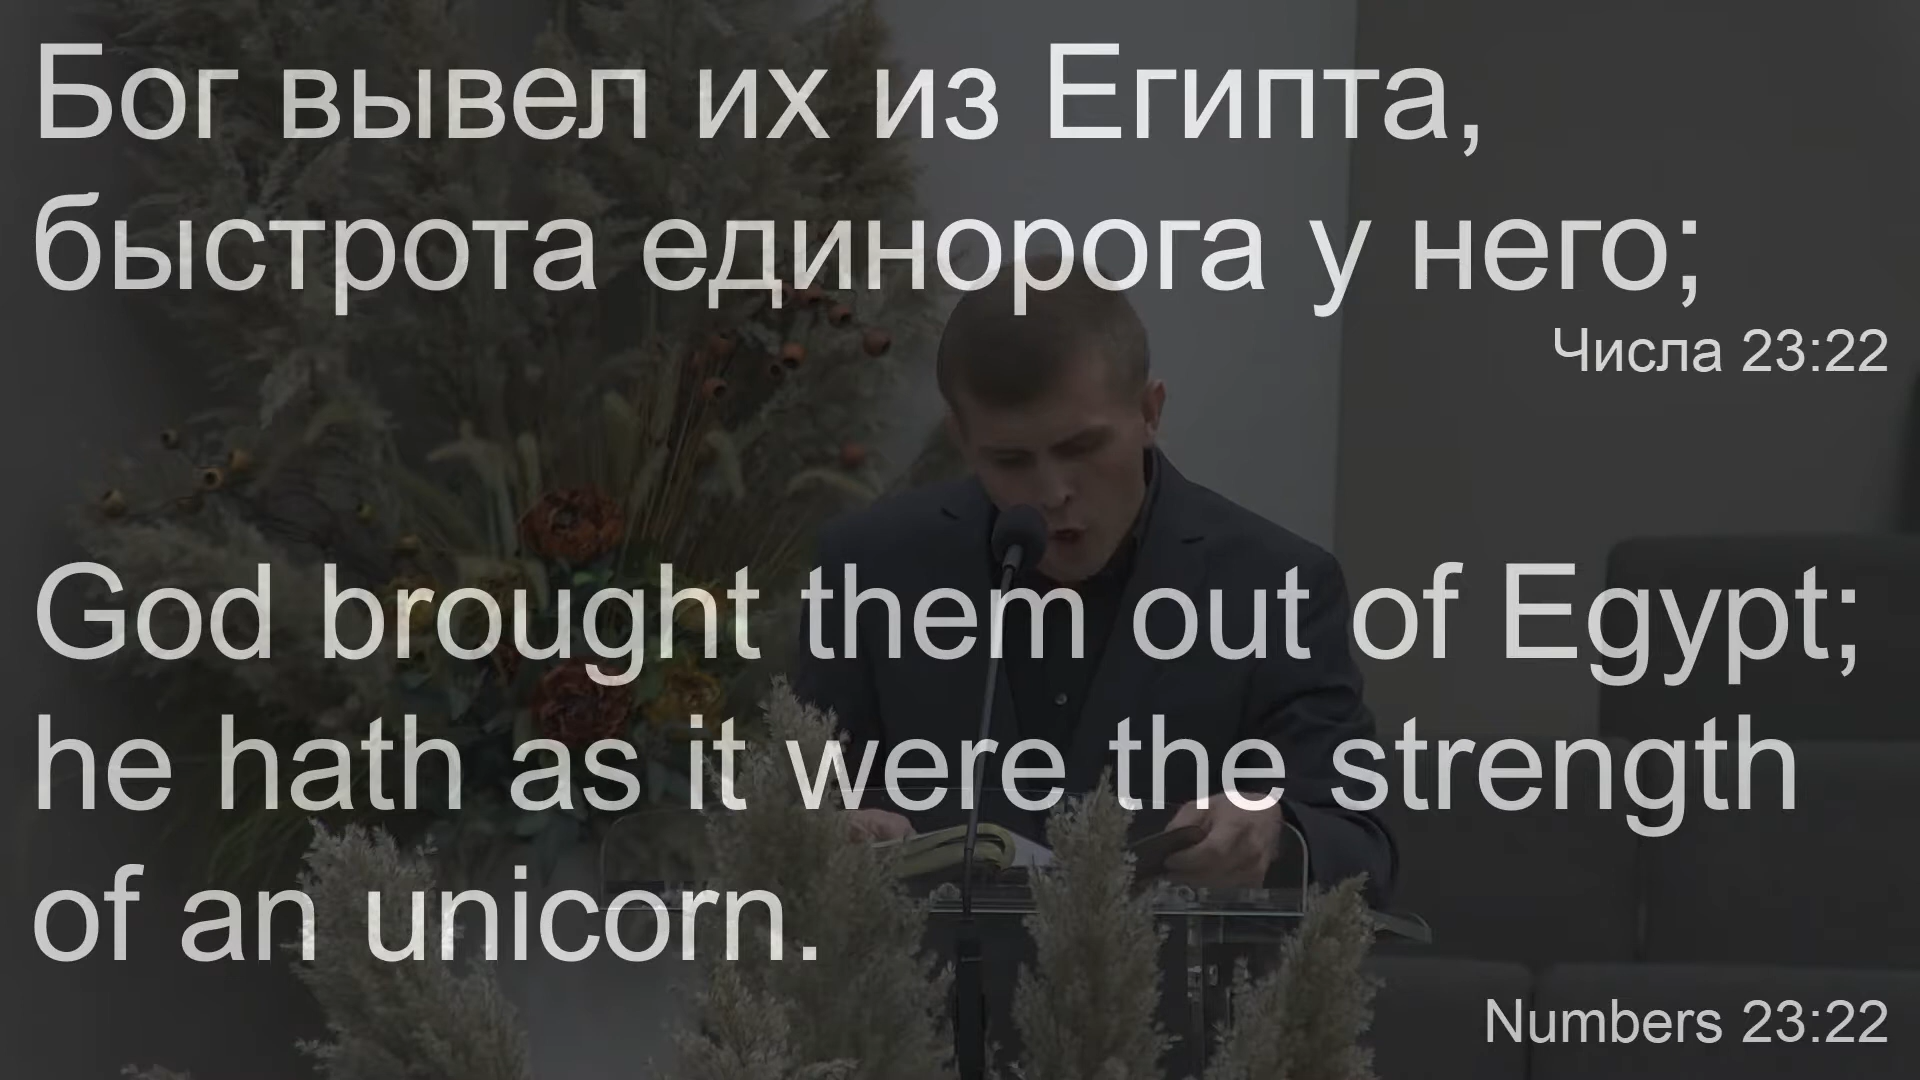 Бог вывел их из Египта,
быстрота единорога у него;
Числа 23:22
God brought them out of Egypt;
he hath as it were the strength
of an unicorn.
Numbers 23:22